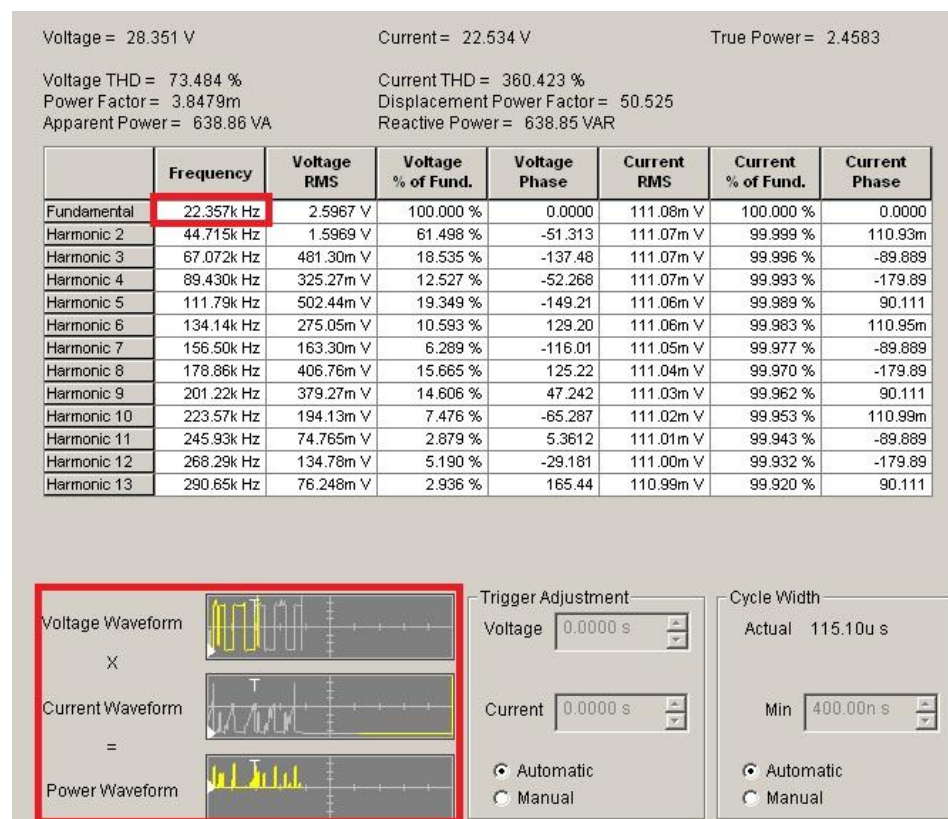 Voltage = 28.351 V Current = 22.534 V True Power = 2.4583
Voltage THD = 73.484 % Current THD = 360.423 %
Power Factor = 3.8479m Displacement Power Factor = 50.525
Apparent Power = 638.86 VA Reactive Power = 638.85 VAR
Frequency Voltage RMS Voltage % of Fund. Voltage Phase Current RMS Current % of Fund. Current Phase
Fundamental 22.357k Hz 2.5967 V 100.000 % 0.0000 111.08m V 100.000 % 0.0000
Harmonic 2 44.715k Hz 1.5969 V 61.498 % -51.313 111.07m V 99.999 % 110.93m
Harmonic 3 67.072k Hz 481.30m V 18.535 % -137.48 111.07m V 99.996 % -89.889
Harmonic 4 89.430k Hz 325.27m V 12.527 % -52.268 111.07m V 99.993 % -179.89
Harmonic 5 111.79k Hz 502.44m V 19.349 % -149.21 111.06m V 99.989 % 90.111
Harmonic 6 134.14k Hz 275.05m V 10.593 % 129.20 111.06m V 99.983 % 110.95m
Harmonic 7 156.50k Hz 163.30m V 6.289 % -116.01 111.05m V 99.977 % -89.889
Harmonic 8 178.86k Hz 406.76m V 15.665 % 125.22 111.04m V 99.970 % -179.89
Harmonic 9 201.22k Hz 379.27m V 14.606 % 47.242 111.03m V 99.962 % 90.111
Harmonic 10 223.57k Hz 194.13m V 7.476 % -65.287 111.02m V 99.953 % 110.99m
Harmonic 11 245.93k Hz 74.765m V 2.879 % 5.3612 111.01m V 99.943 % -89.889
Harmonic 12 268.29k Hz 134.78m V 5.190 % -29.181 111.00m V 99.932 % -179.89
Harmonic 13 290.65k Hz 76.248m V 2.936 % 165.44 110.99m V 99.920 % 90.111
Voltage Waveform
T
X
Current Waveform
T
=
Power Waveform
T
Trigger Adjustment
Voltage 0.0000 s
Current 0.0000 s
Automatic
Manual
Cycle Width
Actual 115.10u s
Min 400.00n s
Automatic
Manual